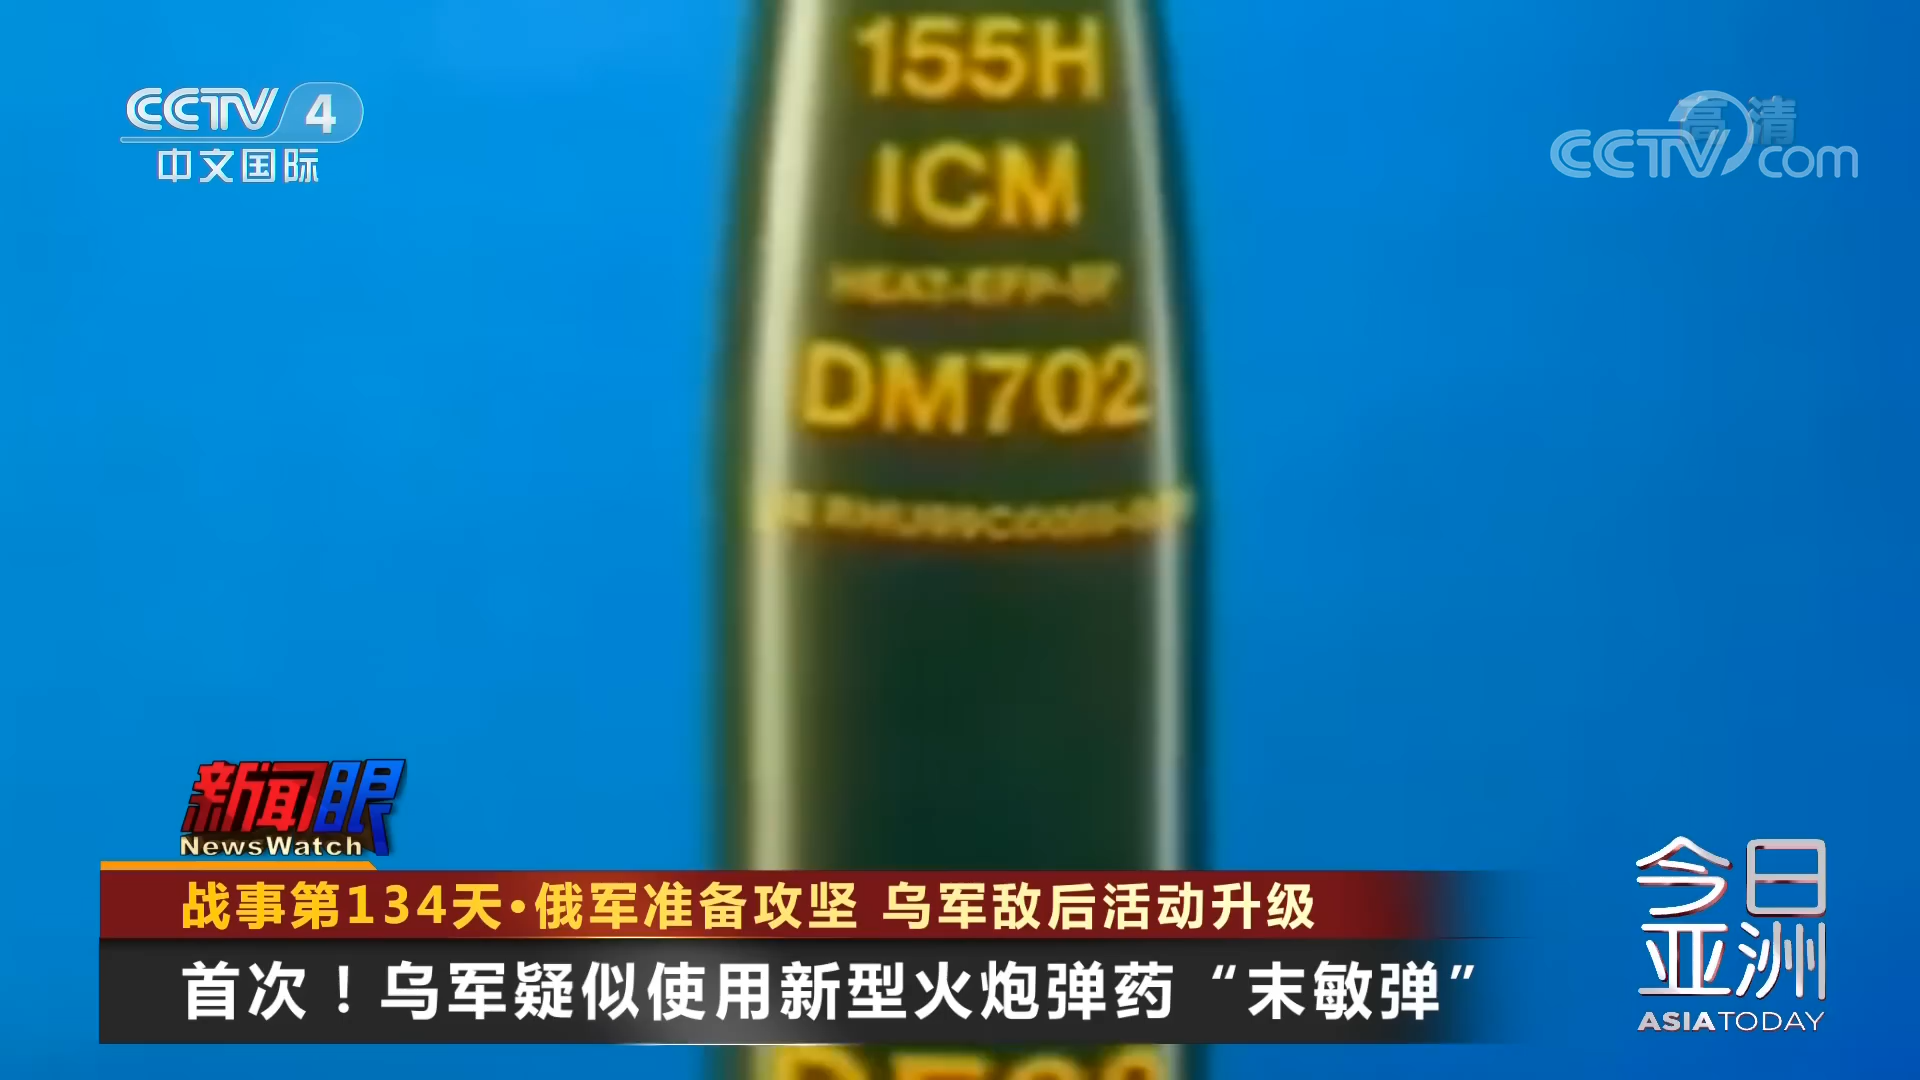 155H
ICM
DM702
CCTV 4
中文国际
高清
CCTV.com
新闻眼
NewsWatch
战事第134天·俄军准备攻坚 乌军敌后活动升级
首次！乌军疑似使用新型火炮弹药“末敏弹”
今日
亚洲
ASIA TODAY